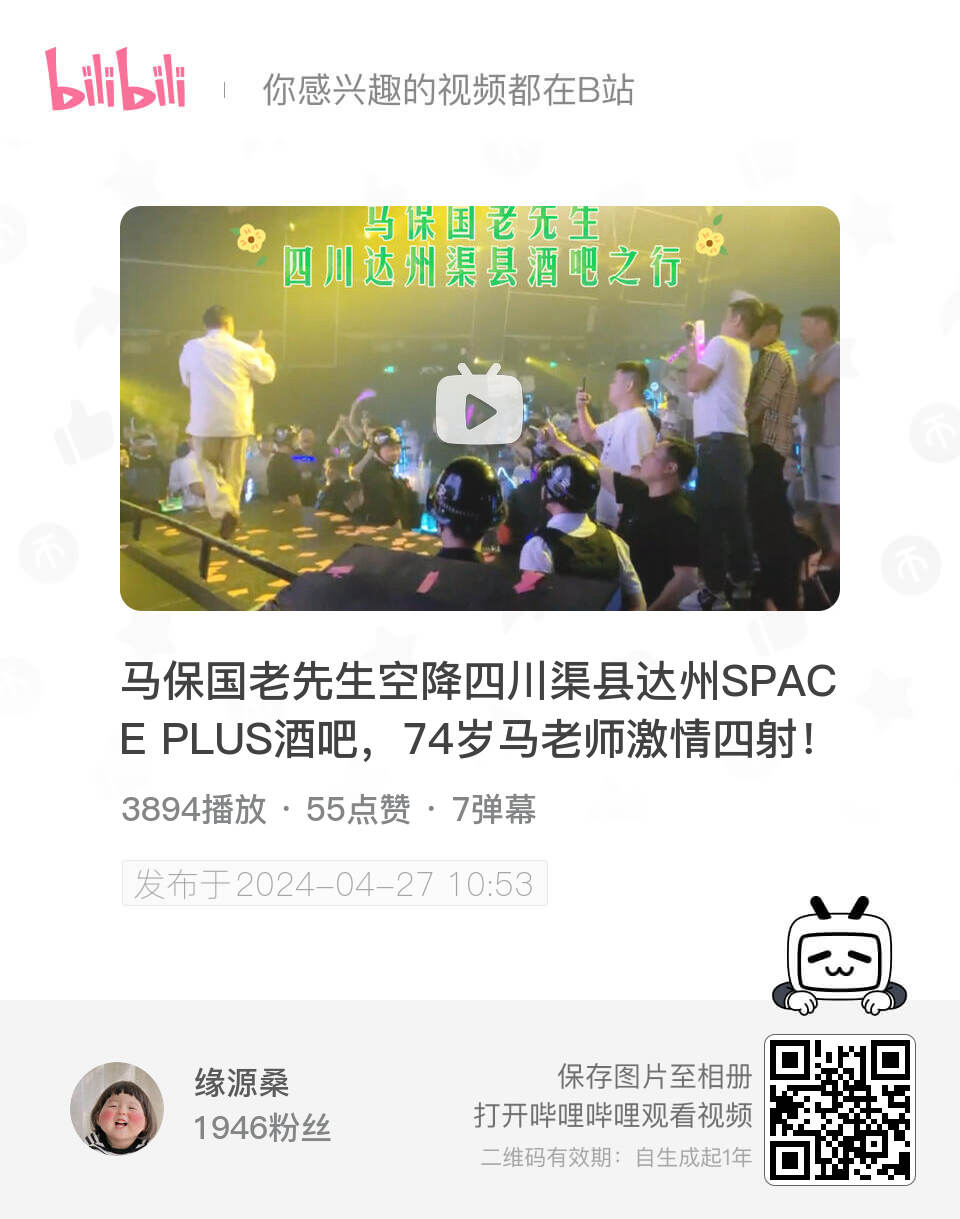 bilibili
你感兴趣的视频都在B站
马保国老先生
四川达州渠县酒吧之行
马保国老先生空降四川渠县达州SPAC
E PLUS酒吧，74岁马老师激情四射！
3894播放 · 55点赞 · 7弹幕
发布于2024-04-27 10:53
缘源桑
1946粉丝
保存图片至相册
打开哔哩哔哩观看视频
二维码有效期：自生成起1年